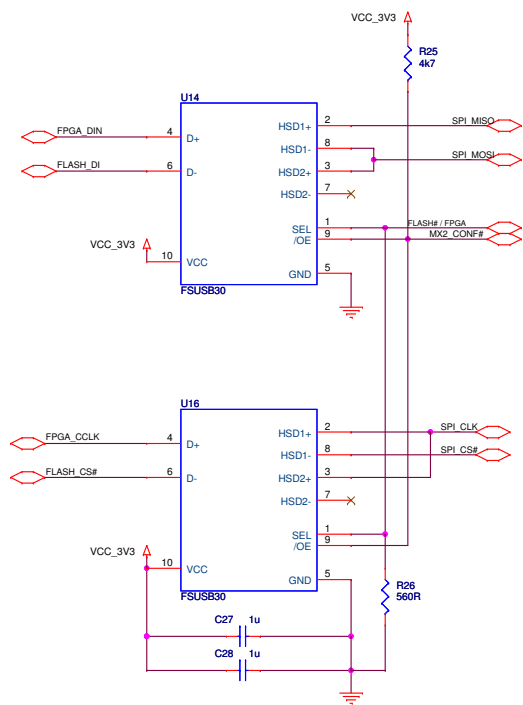 VCC_3V3
R25
4k7
U14
FPGA_DIN 4 D+ HSD1+ 2 SPI_MISO
HSD1- 8
FLASH_DI 6 D- HSD2+ 3 SPI_MOSI
HSD2- 7
SEL 1 FLASH# / FPGA
VCC_3V3 /OE 9 MX2_CONF#
10 VCC GND 5
FSUSB30
U16
FPGA_CCLK 4 D+ HSD1+ 2 SPI_CLK
HSD1- 8 SPI_CS#
FLASH_CS# 6 D- HSD2+ 3
HSD2- 7
SEL 1
VCC_3V3 /OE 9
10 VCC GND 5
FSUSB30
R26
560R
C27 1u
C28 1u